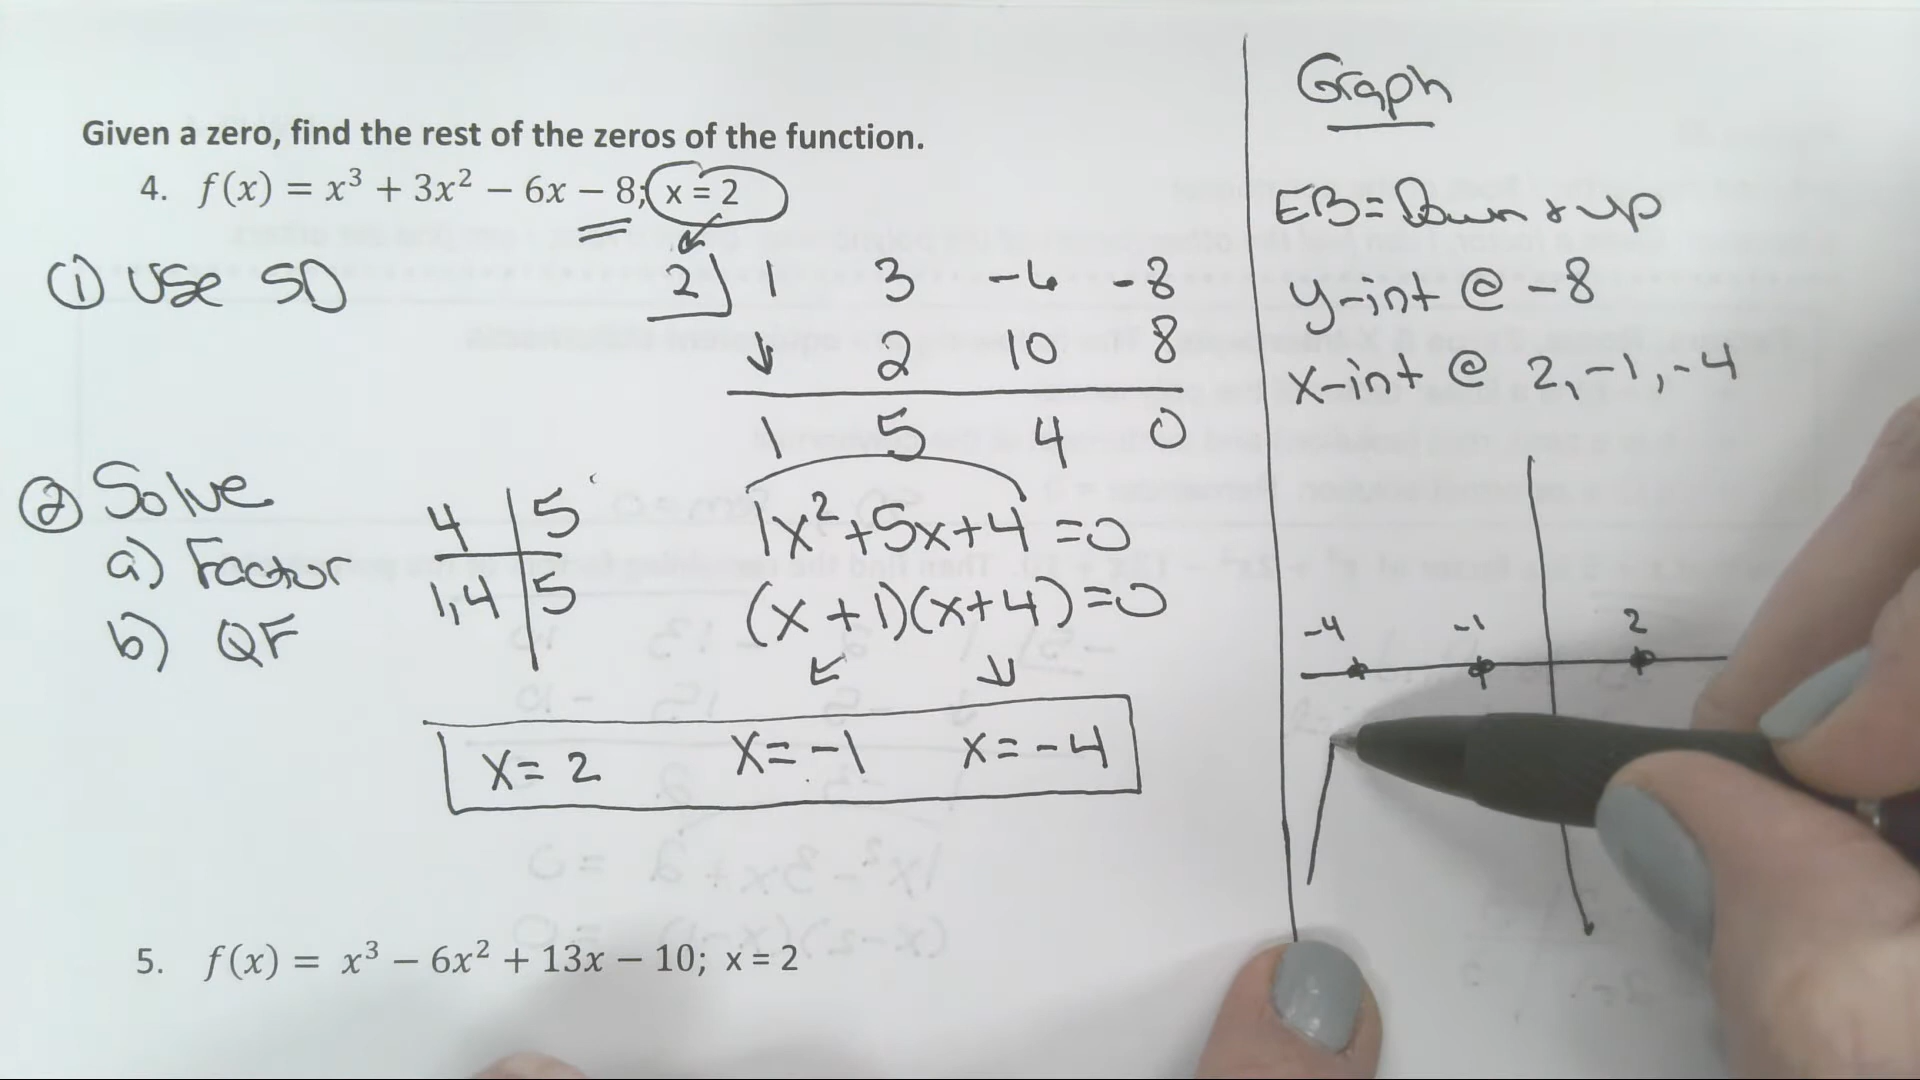 Given a zero, find the rest of the zeros of the function.
4. f(x) = x³ + 3x² − 6x − 8; x = 2
① Use SD
2 1 3 -6 -8
2 10 8
1 5 4 0
② Solve
a) Factor
b) QF
4 5
1,4 5
1x²+5x+4=0
(x+1)(x+4)=0
x=2 x=-1 x=-4
5. f(x) = x³ − 6x² + 13x − 10; x = 2
Graph
EB=Down & up
y-int @ -8
x-int @ 2,-1,-4
-4 -1 2